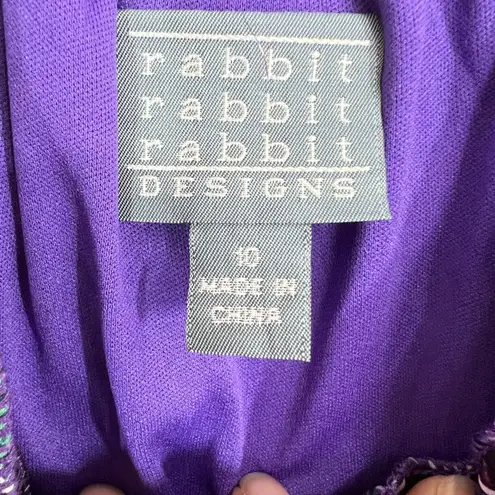 rabbit
rabbit
rabbit
DESIGNS
10
MADE IN
CHINA